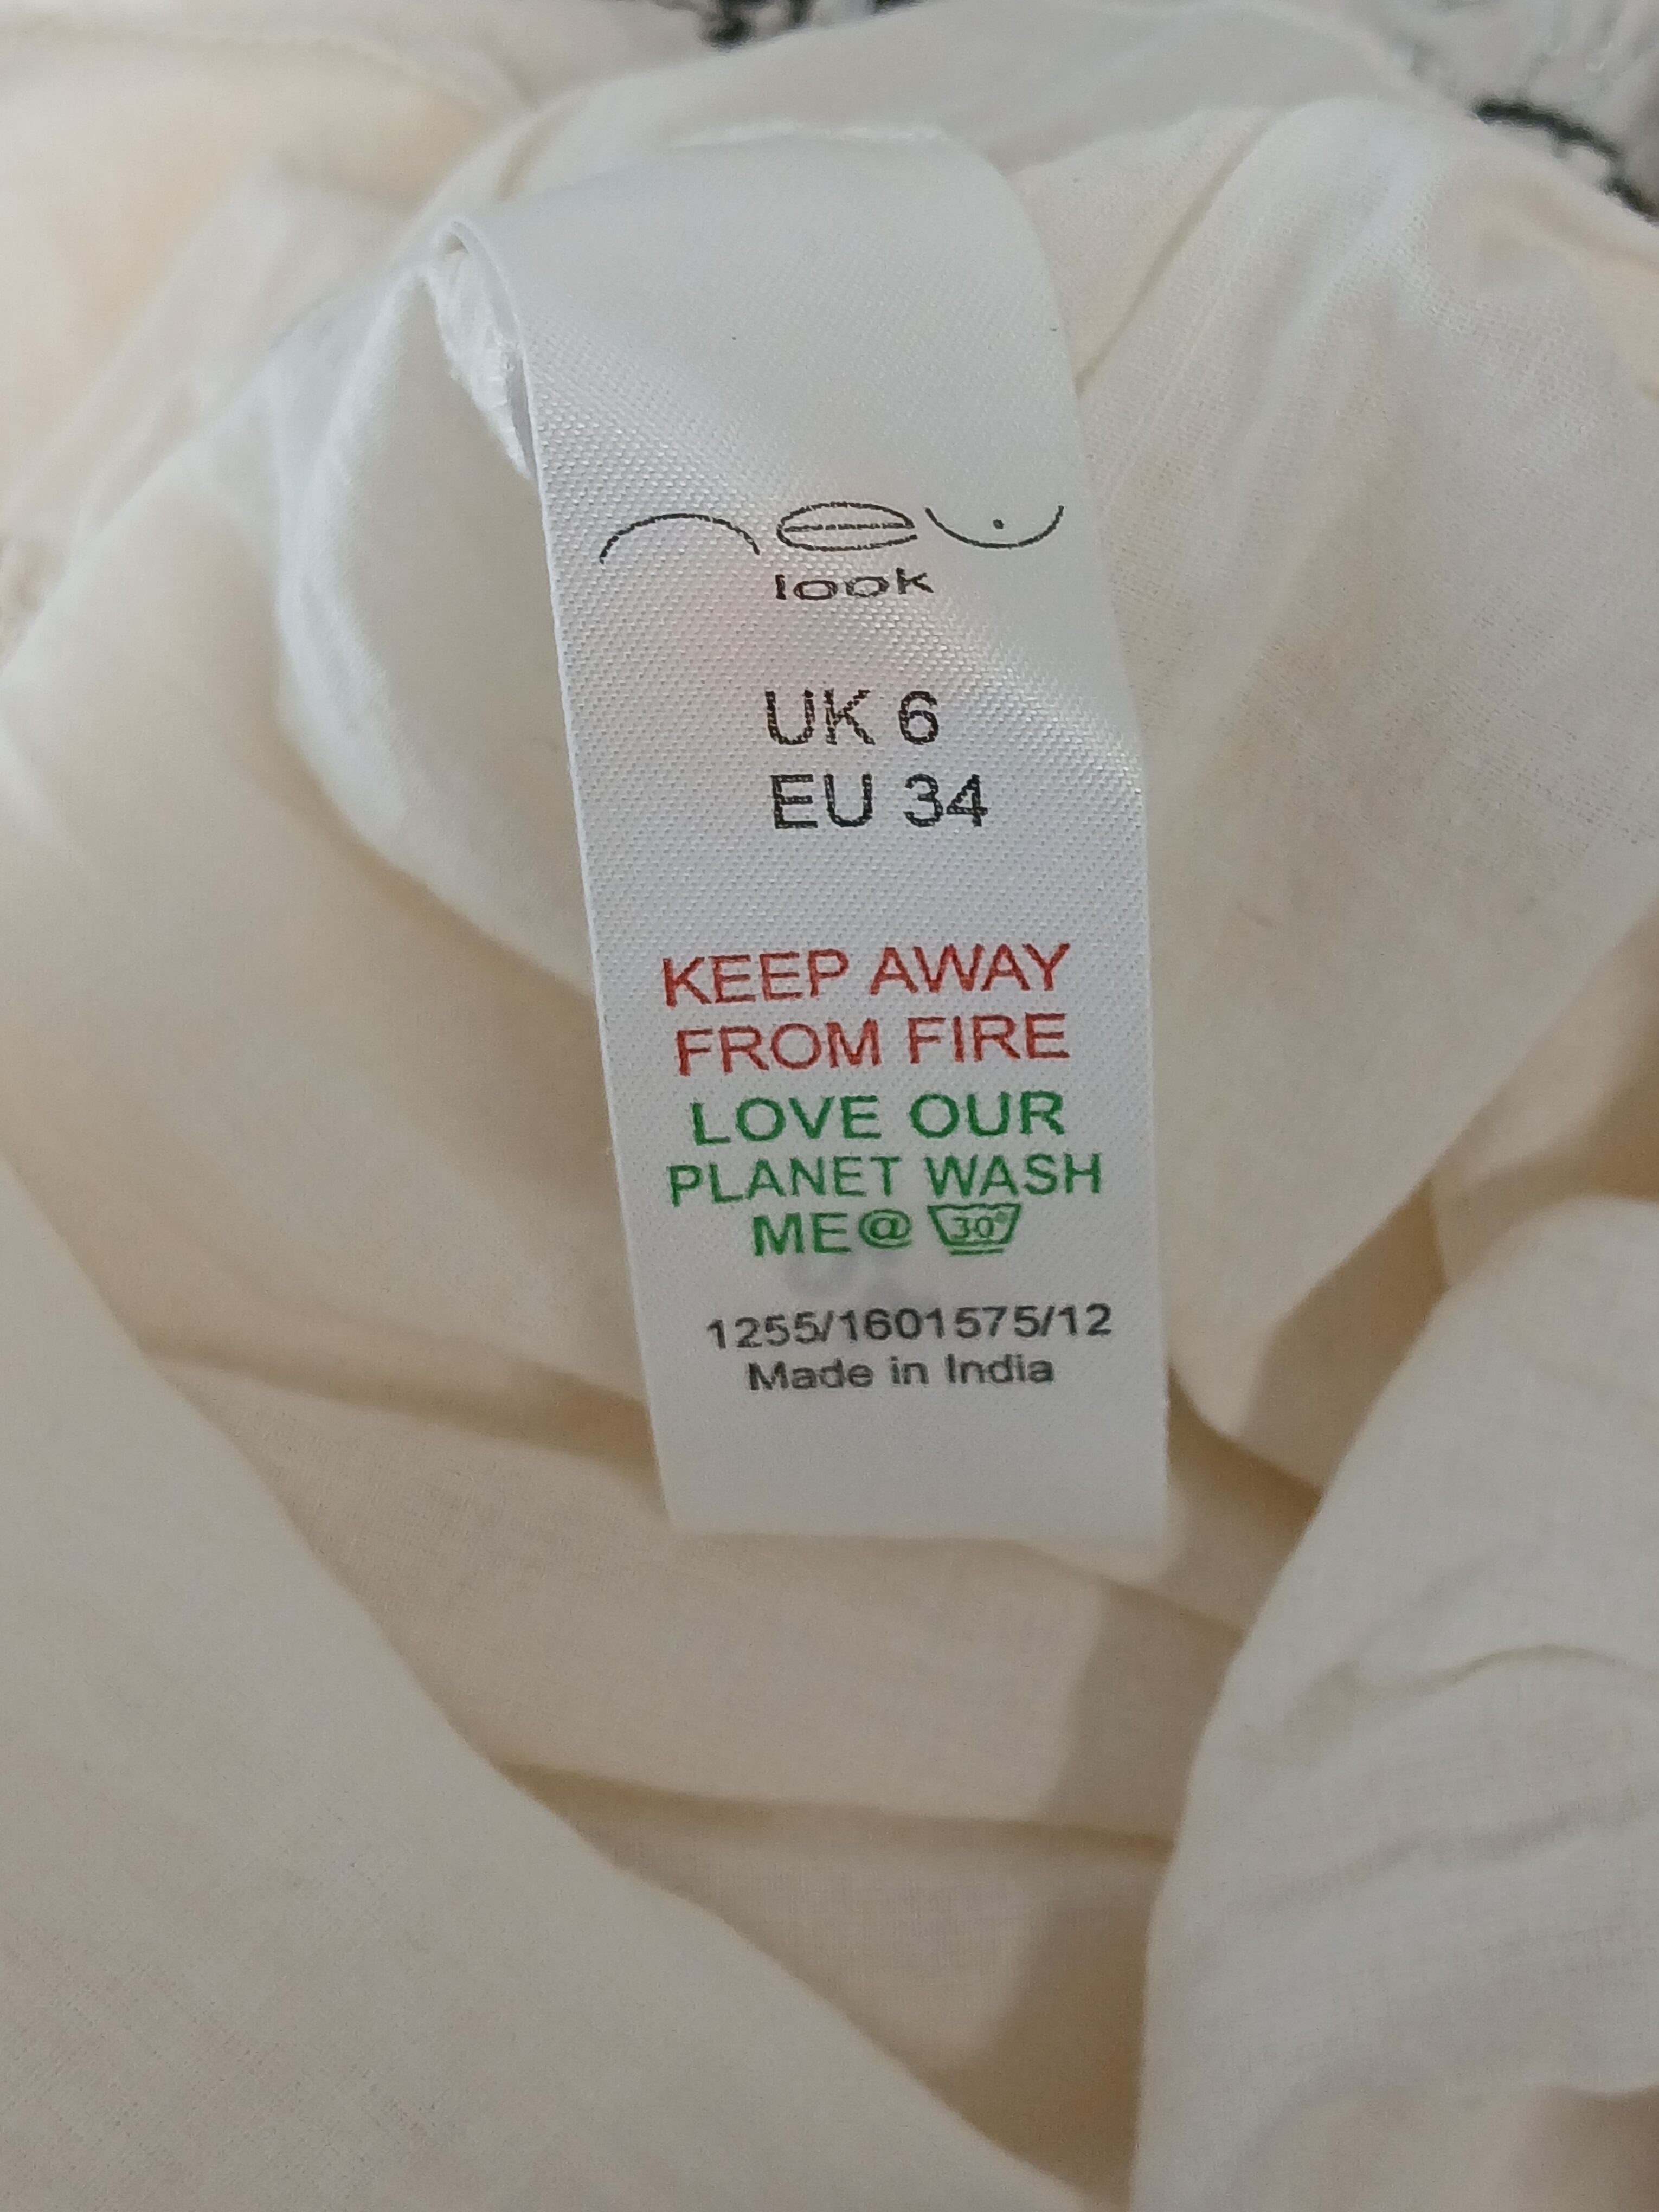 look
UK 6
EU 34
KEEP AWAY
FROM FIRE
LOVE OUR
PLANET WASH
ME@ 30°
1255/1601575/12
Made in India